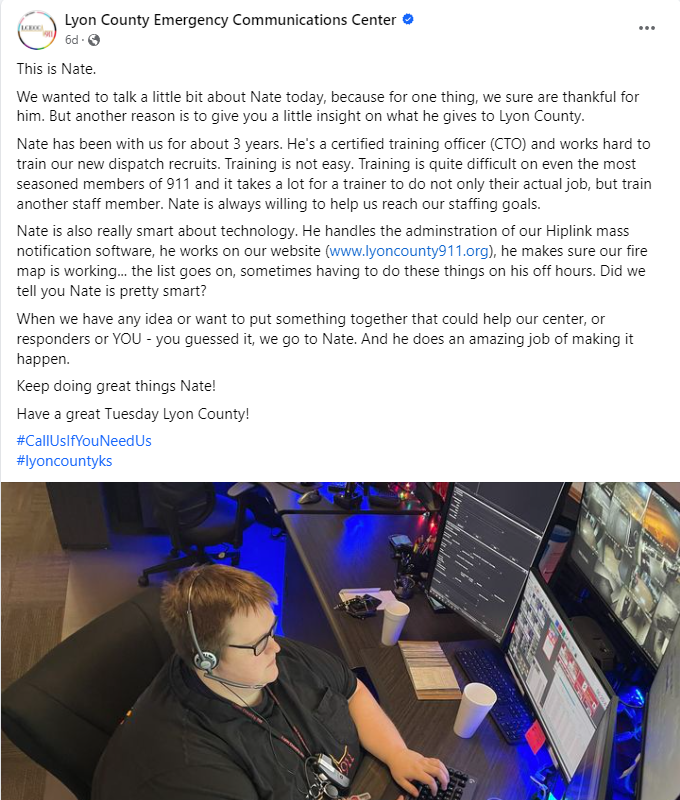 Lyon County Emergency Communications Center
6d ·
This is Nate.
We wanted to talk a little bit about Nate today, because for one thing, we sure are thankful for
him. But another reason is to give you a little insight on what he gives to Lyon County.
Nate has been with us for about 3 years. He's a certified training officer (CTO) and works hard to
train our new dispatch recruits. Training is not easy. Training is quite difficult on even the most
seasoned members of 911 and it takes a lot for a trainer to do not only their actual job, but train
another staff member. Nate is always willing to help us reach our staffing goals.
Nate is also really smart about technology. He handles the adminstration of our Hiplink mass
notification software, he works on our website (www.lyoncounty911.org), he makes sure our fire
map is working... the list goes on, sometimes having to do these things on his off hours. Did we
tell you Nate is pretty smart?
When we have any idea or want to put something together that could help our center, or
responders or YOU - you guessed it, we go to Nate. And he does an amazing job of making it
happen.
Keep doing great things Nate!
Have a great Tuesday Lyon County!
#CallUsIfYouNeedUs
#lyoncountyks